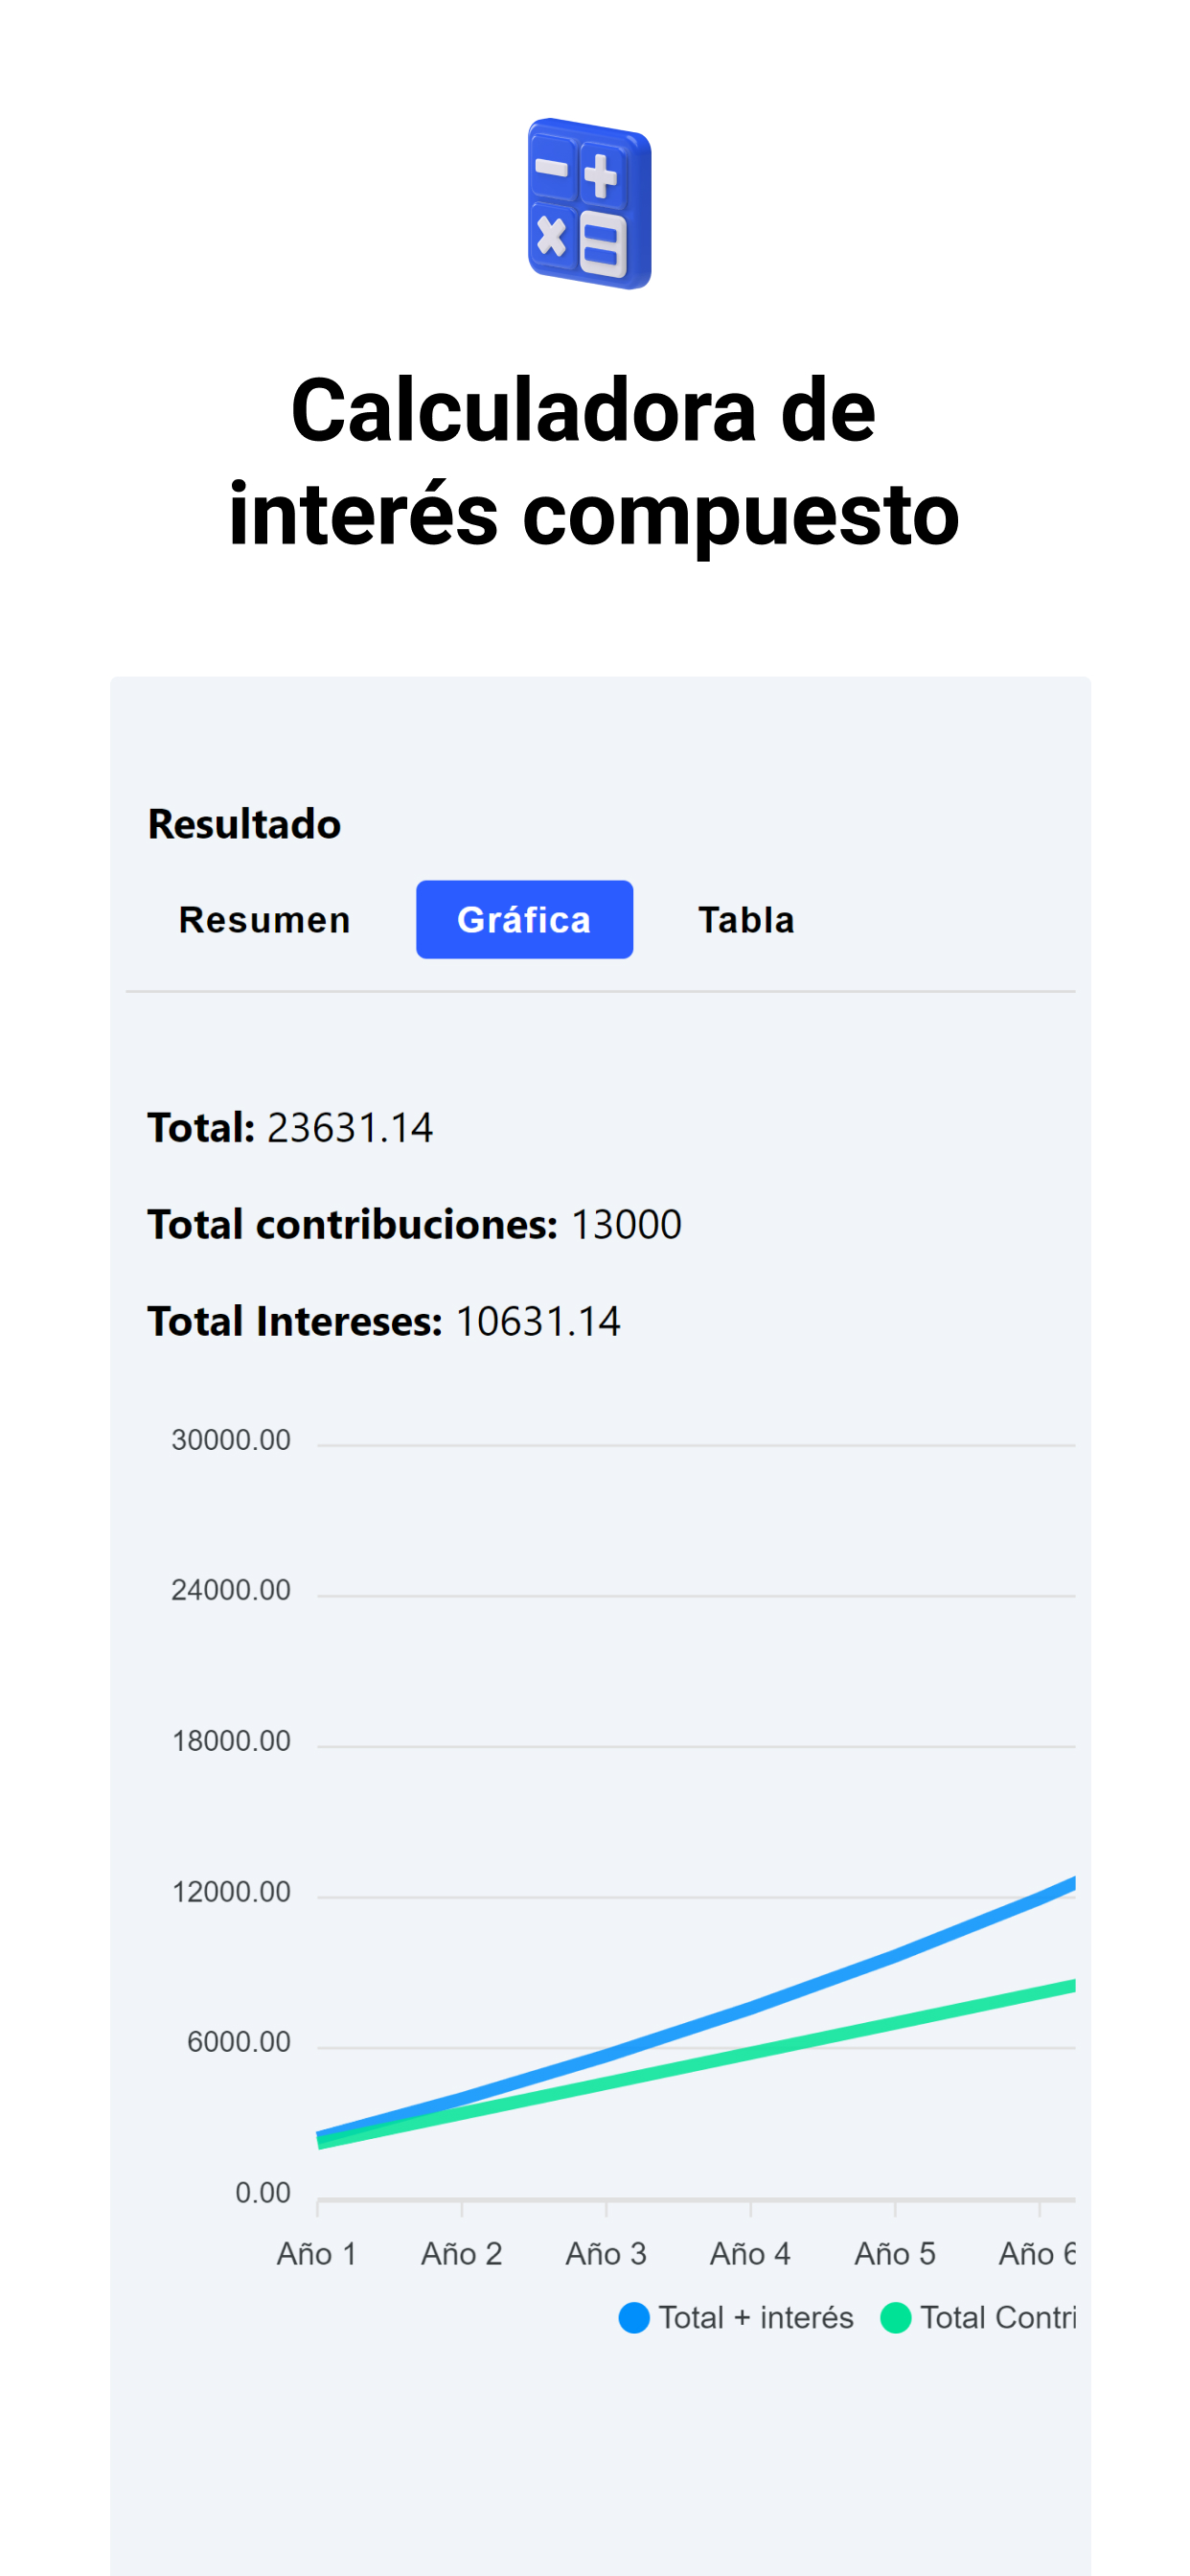 Calculadora de
interés compuesto
Resultado
Resumen Gráfica Tabla
Total: 23631.14
Total contribuciones: 13000
Total Intereses: 10631.14
30000.00
24000.00
18000.00
12000.00
6000.00
0.00
Año 1 Año 2 Año 3 Año 4 Año 5 Año 6
Total + interés Total Contri